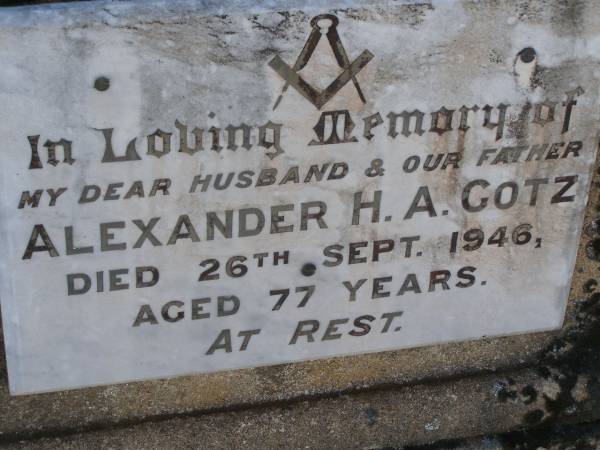 In Loving Memory of
MY DEAR HUSBAND & OUR FATHER
ALEXANDER H. A. GOTZ
DIED 26TH SEPT. 1946,
AGED 77 YEARS.
AT REST.